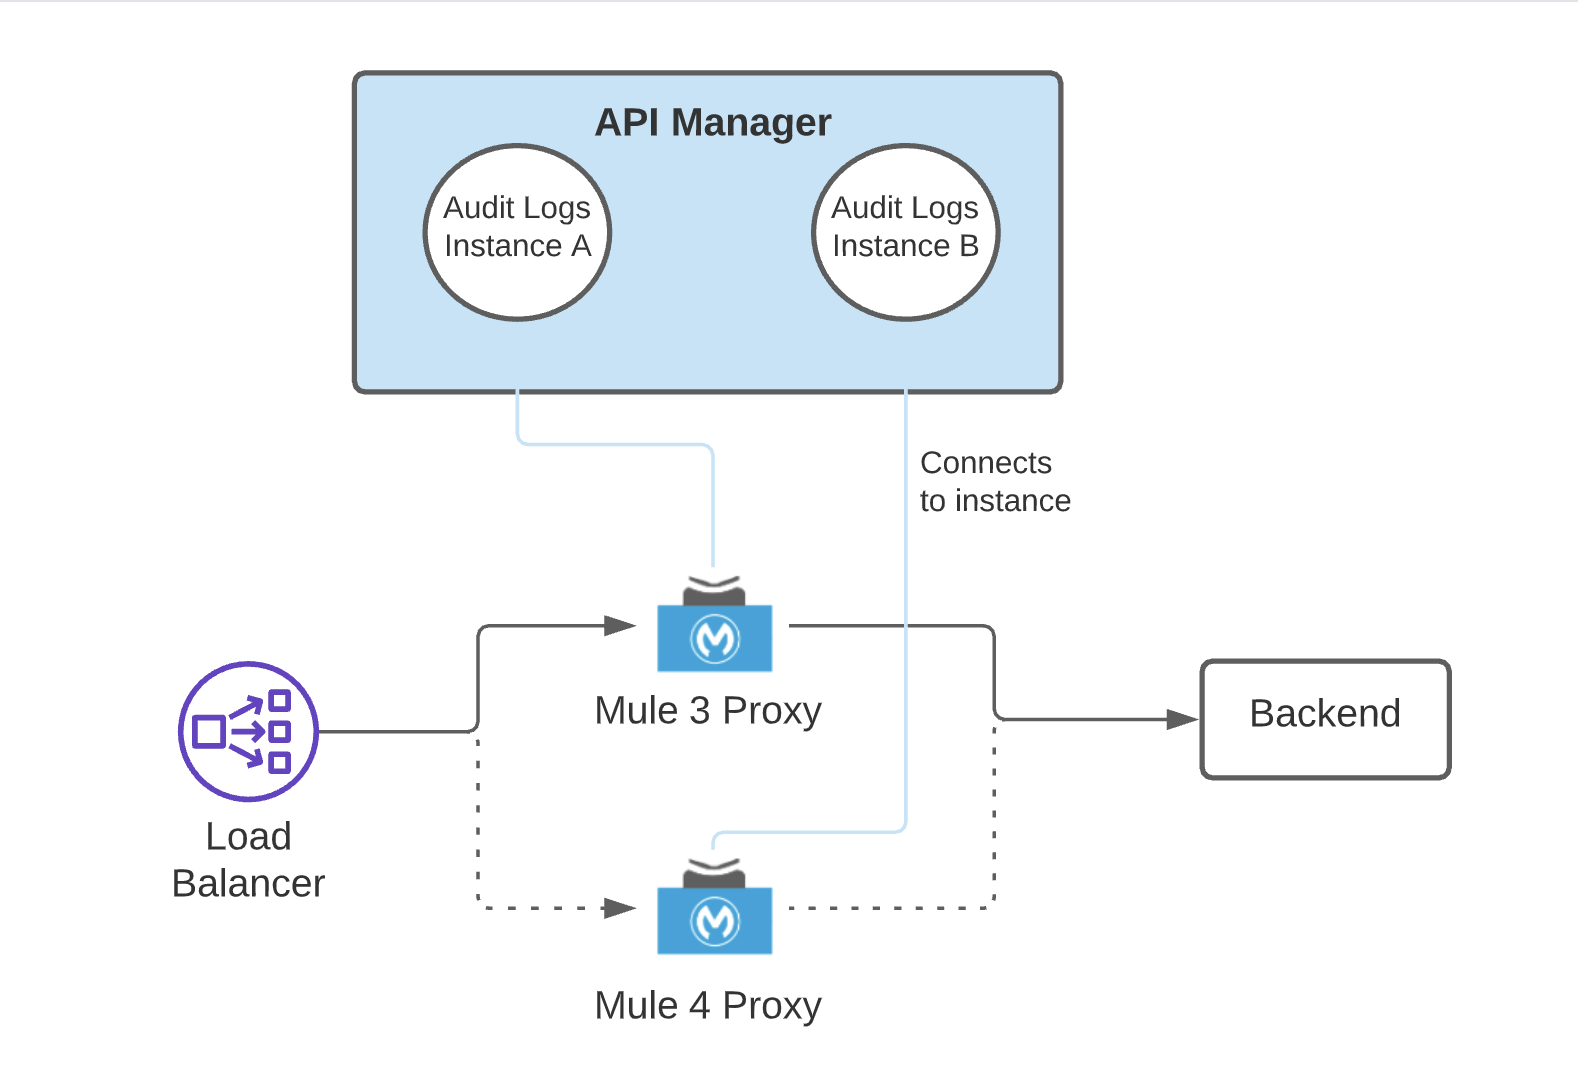 API Manager
Audit Logs
Instance A
Audit Logs
Instance B
Connects
to instance
Mule 3 Proxy
Backend
Load
Balancer
Mule 4 Proxy